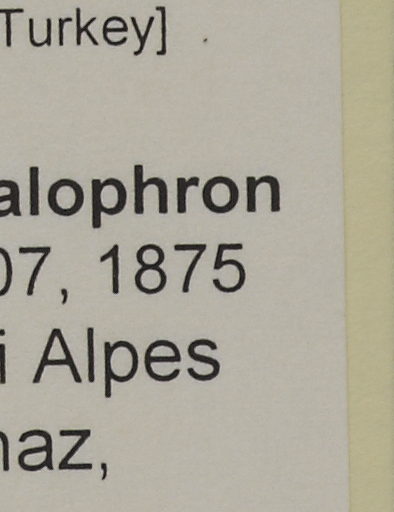 Turkey]
alophron
07, 1875
i Alpes
naz,